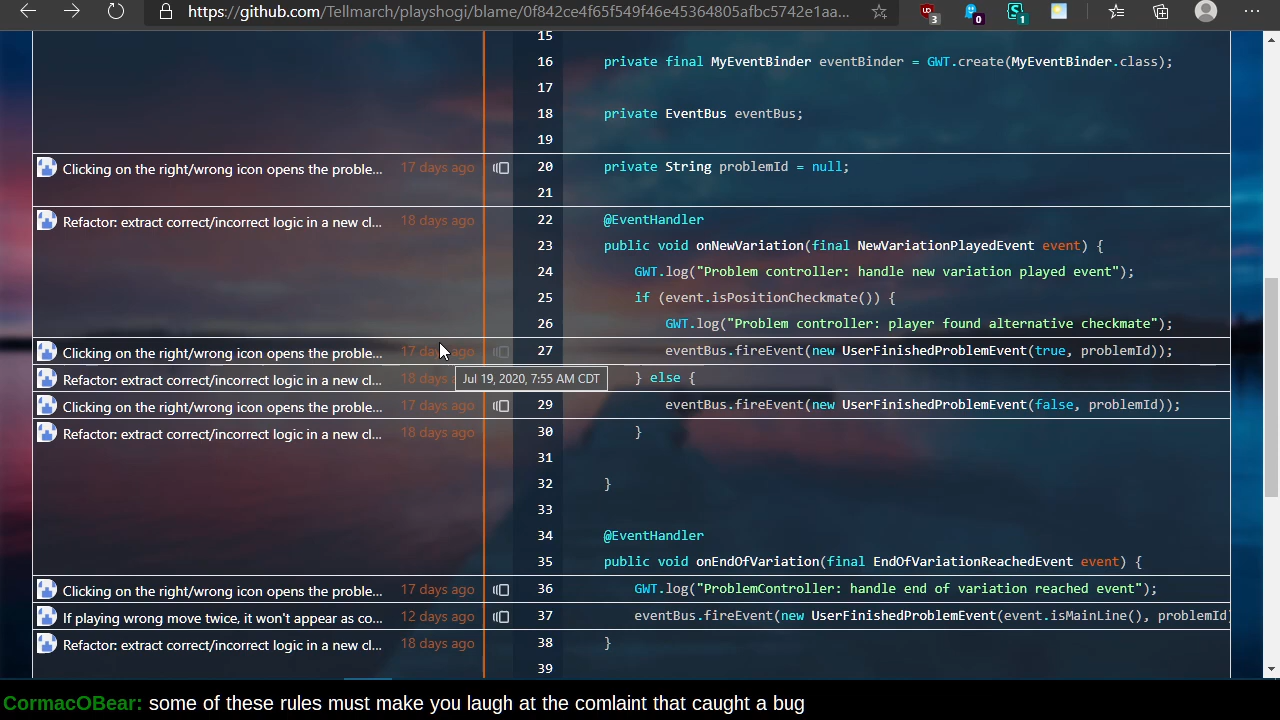 https://github.com/Tellmarch/playshogi/blame/0f842ce4f65f549f46e45364805afbc5742e1aa...
3
0
1
15
16 private final MyEventBinder eventBinder = GWT.create(MyEventBinder.class);
17
18 private EventBus eventBus;
19
Clicking on the right/wrong icon opens the proble... 17 days ago 20 private String problemId = null;
21
Refactor: extract correct/incorrect logic in a new cl... 18 days ago 22 @EventHandler
23 public void onNewVariation(final NewVariationPlayedEvent event) {
24 GWT.log("Problem controller: handle new variation played event");
25 if (event.isPositionCheckmate()) {
26 GWT.log("Problem controller: player found alternative checkmate");
Clicking on the right/wrong icon opens the proble... 17 days ago 27 eventBus.fireEvent(new UserFinishedProblemEvent(true, problemId));
Refactor: extract correct/incorrect logic in a new cl... 18 days } else {
Jul 19, 2020, 7:55 AM CDT
Clicking on the right/wrong icon opens the proble... 17 days ago 29 eventBus.fireEvent(new UserFinishedProblemEvent(false, problemId));
Refactor: extract correct/incorrect logic in a new cl... 18 days ago 30 }
31
32 }
33
34 @EventHandler
35 public void onEndOfVariation(final EndOfVariationReachedEvent event) {
Clicking on the right/wrong icon opens the proble... 17 days ago 36 GWT.log("ProblemController: handle end of variation reached event");
If playing wrong move twice, it won't appear as co... 12 days ago 37 eventBus.fireEvent(new UserFinishedProblemEvent(event.isMainLine(), problemId
Refactor: extract correct/incorrect logic in a new cl... 18 days ago 38 }
39
CormacOBear: some of these rules must make you laugh at the comlaint that caught a bug